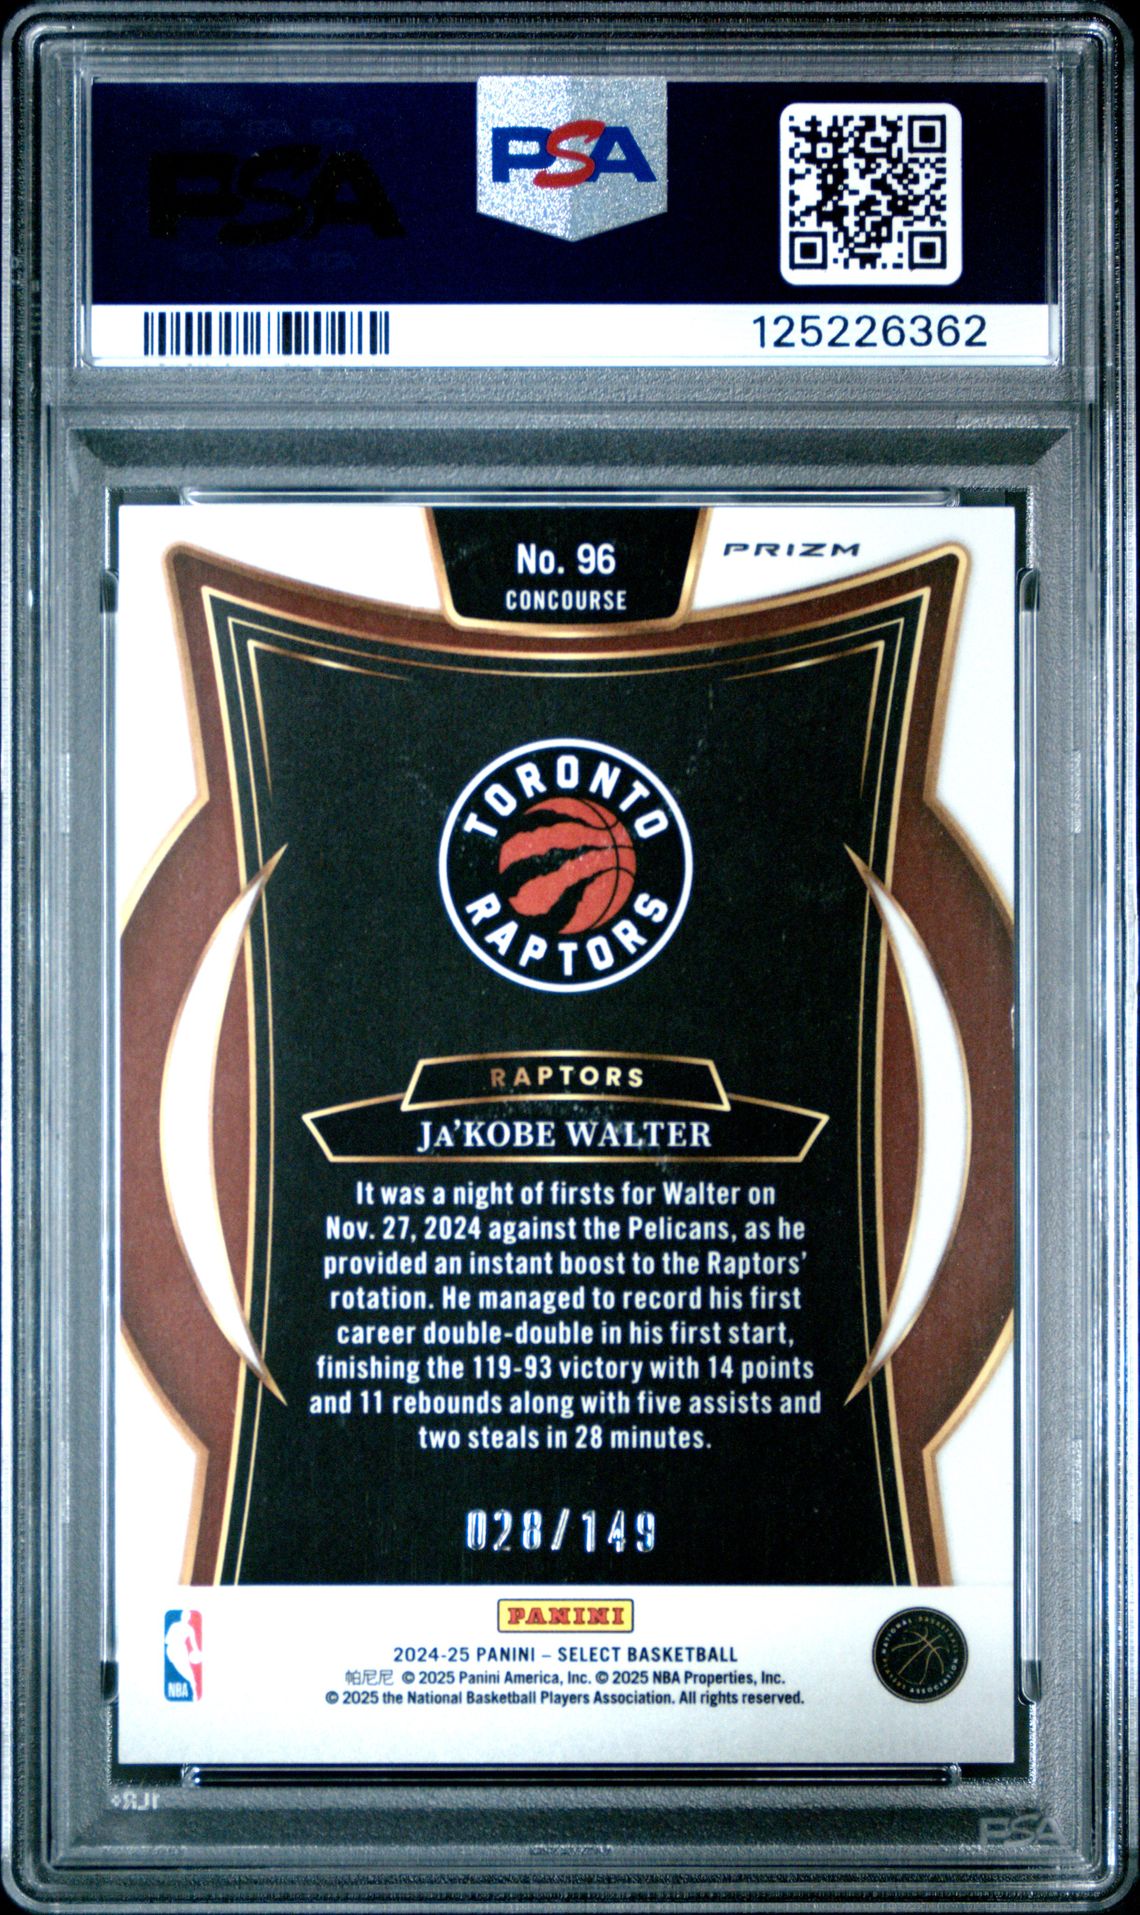 PSA
PSA
125226362
No. 96
PRIZM
CONCOURSE
TORONTO
RAPTORS
RAPTORS
JA'KOBE WALTER
It was a night of firsts for Walter on
Nov. 27, 2024 against the Pelicans, as he
provided an instant boost to the Raptors'
rotation. He managed to record his first
career double-double in his first start,
finishing the 119-93 victory with 14 points
and 11 rebounds along with five assists and
two steals in 28 minutes.
028/149
PANINI
NBA
NATIONAL BASKETBALL
PLAYERS ASSOCIATION
2024-25 PANINI – SELECT BASKETBALL
帕尼尼 © 2025 Panini America, Inc. © 2025 NBA Properties, Inc.
© 2025 the National Basketball Players Association. All rights reserved.
PSA